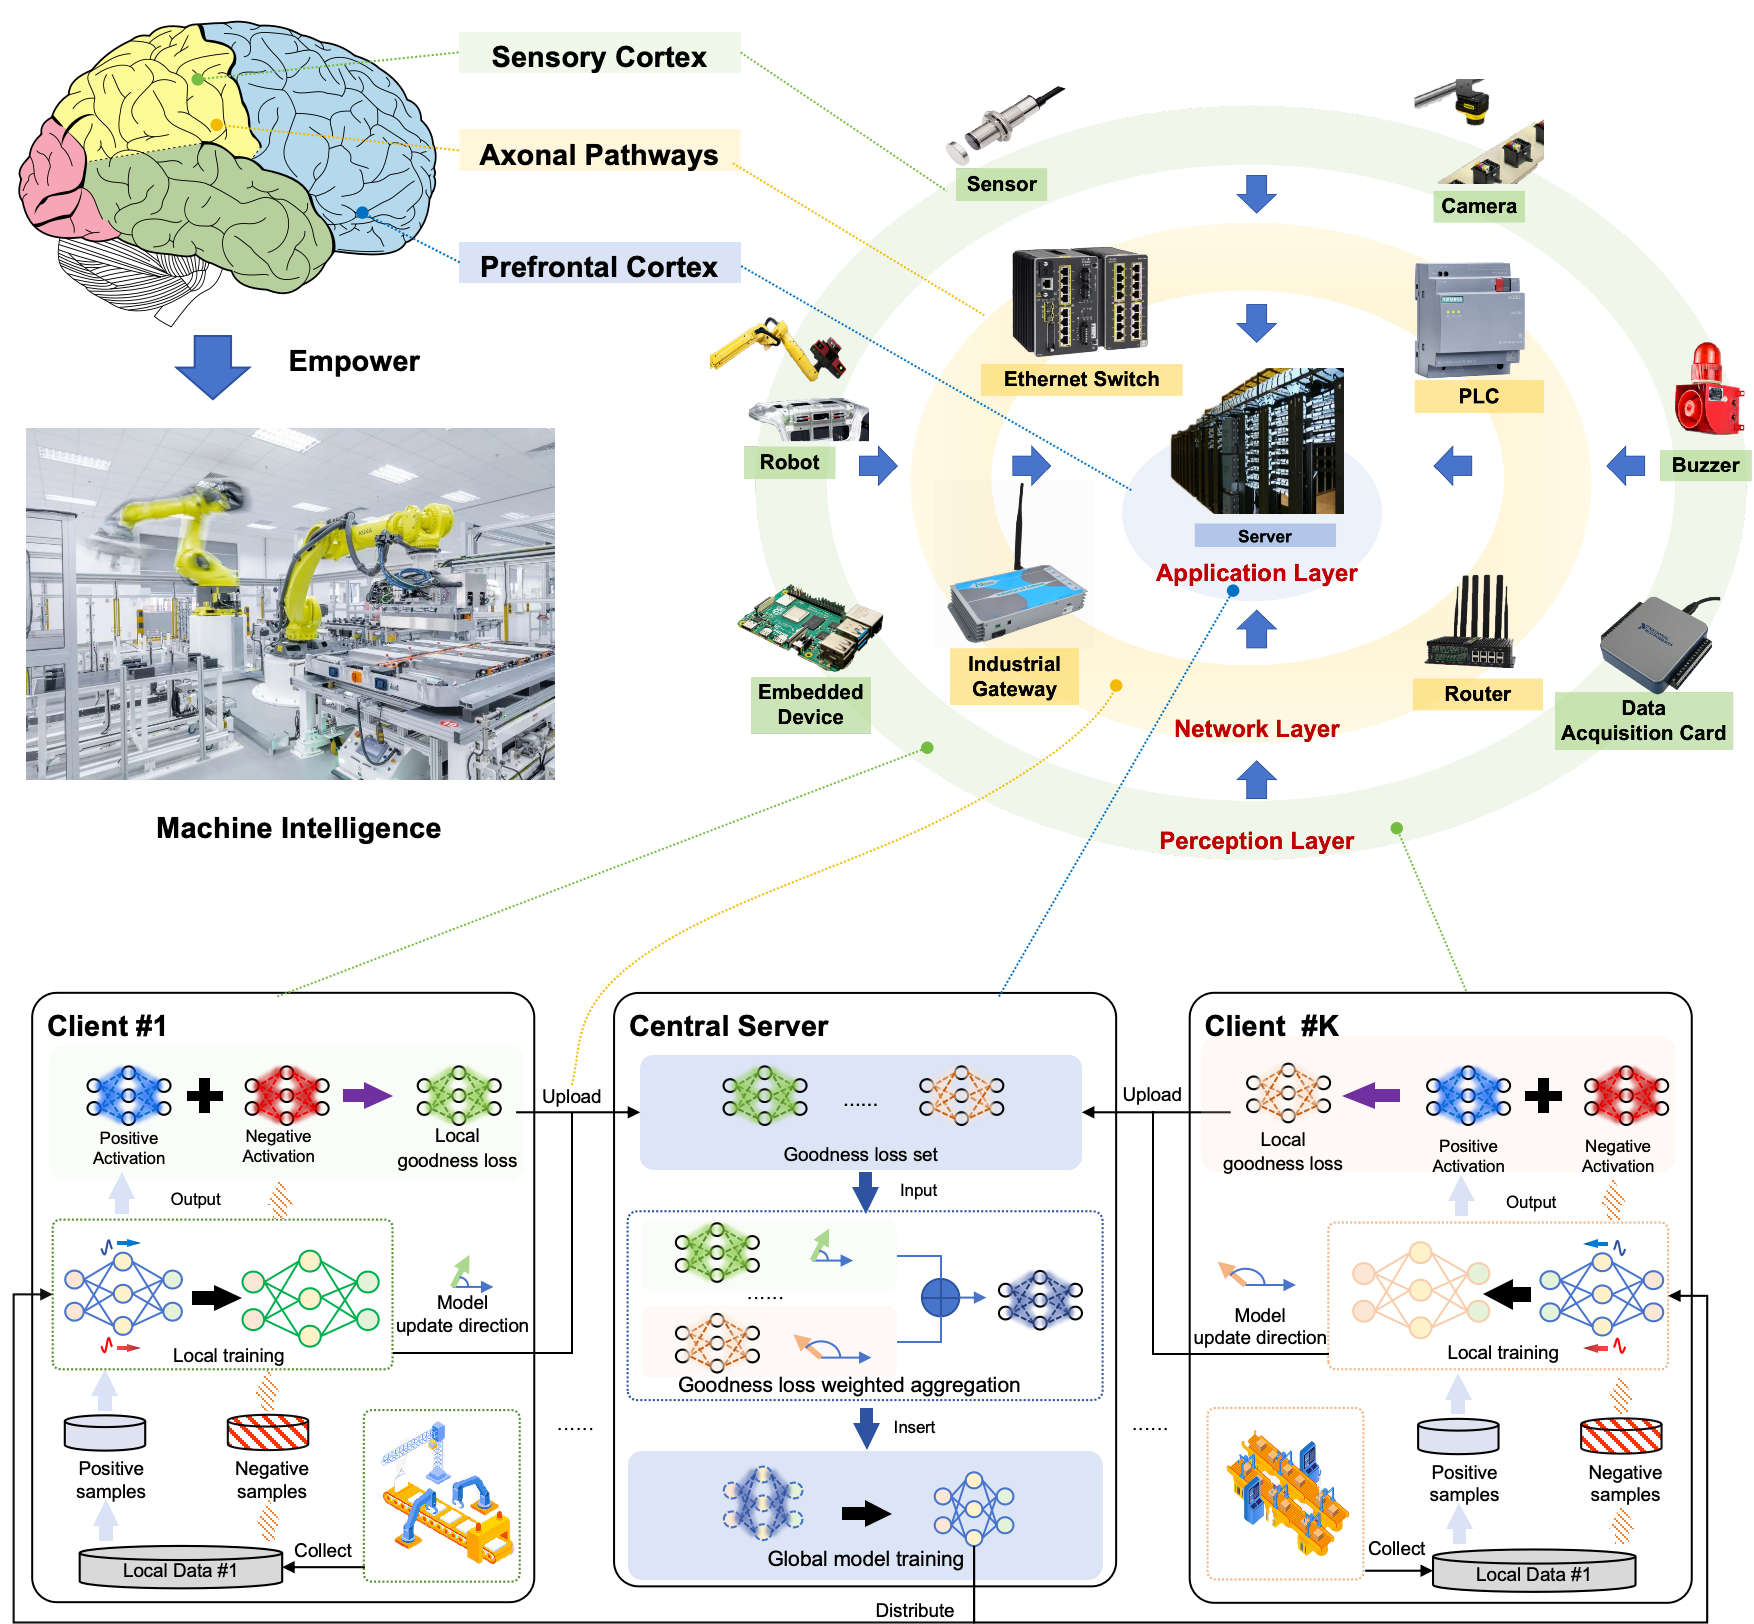 Sensory Cortex
Axonal Pathways
Prefrontal Cortex
Empower
Machine Intelligence
Sensor
Camera
Ethernet Switch
PLC
Robot
Buzzer
Server
Application Layer
Embedded
Device
Industrial
Gateway
Router
Data
Acquisition Card
Network Layer
Perception Layer
Client #1
Positive
Activation
Negative
Activation
Local
goodness loss
Output
Local training
Model
update direction
Positive
samples
Negative
samples
Local Data #1
Collect
Upload
......
Central Server
......
Goodness loss set
Input
......
Goodness loss weighted aggregation
Insert
Global model training
Distribute
Upload
......
Client #K
Local
goodness loss
Positive
Activation
Negative
Activation
Output
Model
update direction
Local training
Positive
samples
Negative
samples
Collect
Local Data #1